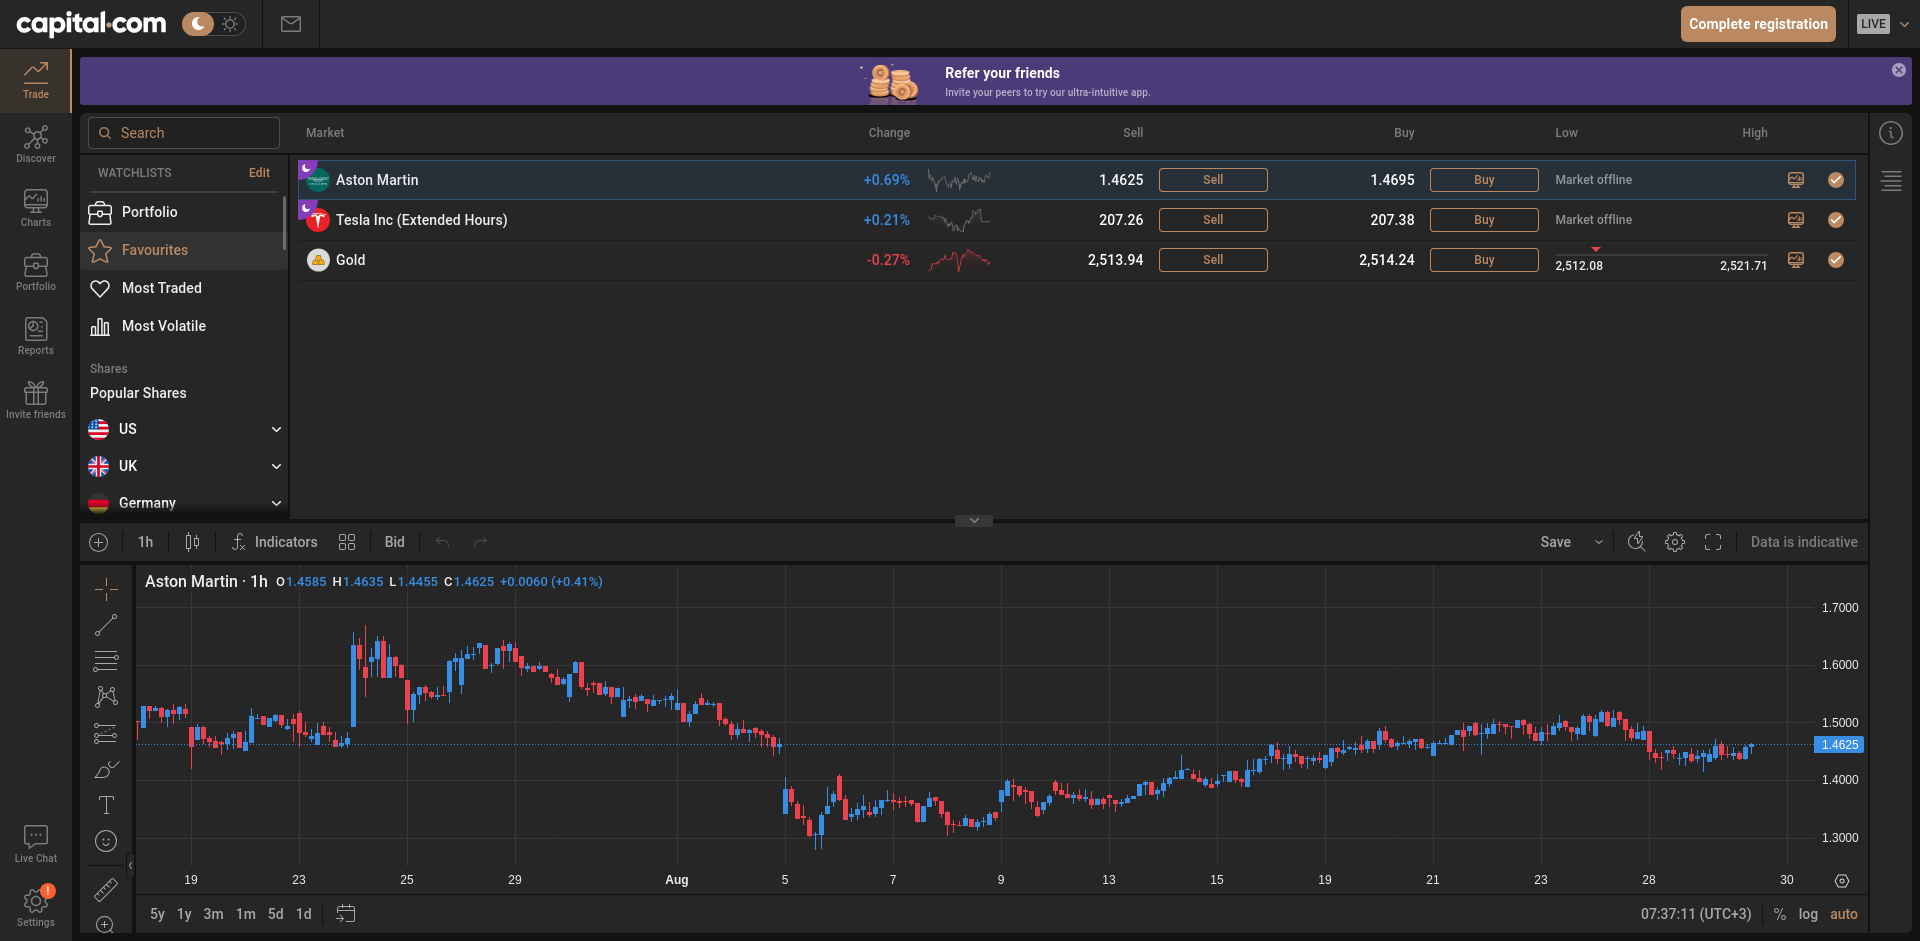 capital.com
Complete registration
LIVE
Trade
Discover
Charts
Portfolio
Reports
Invite friends
Live Chat
!
Settings
Refer your friends
Invite your peers to try our ultra-intuitive app.
Search
Market Change Sell Buy Low High
WATCHLISTS Edit
Portfolio
Favourites
Most Traded
Most Volatile
Shares
Popular Shares
US
UK
Germany
Aston Martin +0.69% 1.4625 Sell 1.4695 Buy Market offline
Tesla Inc (Extended Hours) +0.21% 207.26 Sell 207.38 Buy Market offline
Gold -0.27% 2,513.94 Sell 2,514.24 Buy 2,512.08 2,521.71
1h Indicators Bid Save Data is indicative
Aston Martin · 1h O1.4585 H1.4635 L1.4455 C1.4625 +0.0060 (+0.41%)
1.7000
1.6000
1.5000
1.4625
1.4000
1.3000
19 23 25 29 Aug 5 7 9 13 15 19 21 23 28 30
5y 1y 3m 1m 5d 1d 07:37:11 (UTC+3) % log auto